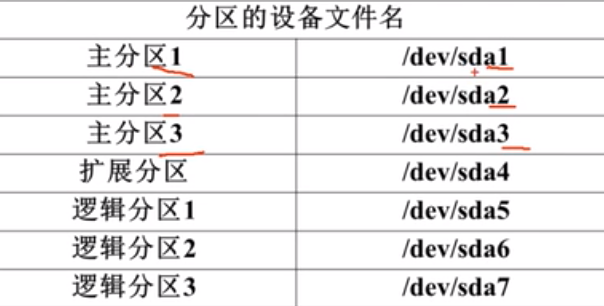 分区的设备文件名
主分区1 /dev/sda1
主分区2 /dev/sda2
主分区3 /dev/sda3
扩展分区 /dev/sda4
逻辑分区1 /dev/sda5
逻辑分区2 /dev/sda6
逻辑分区3 /dev/sda7